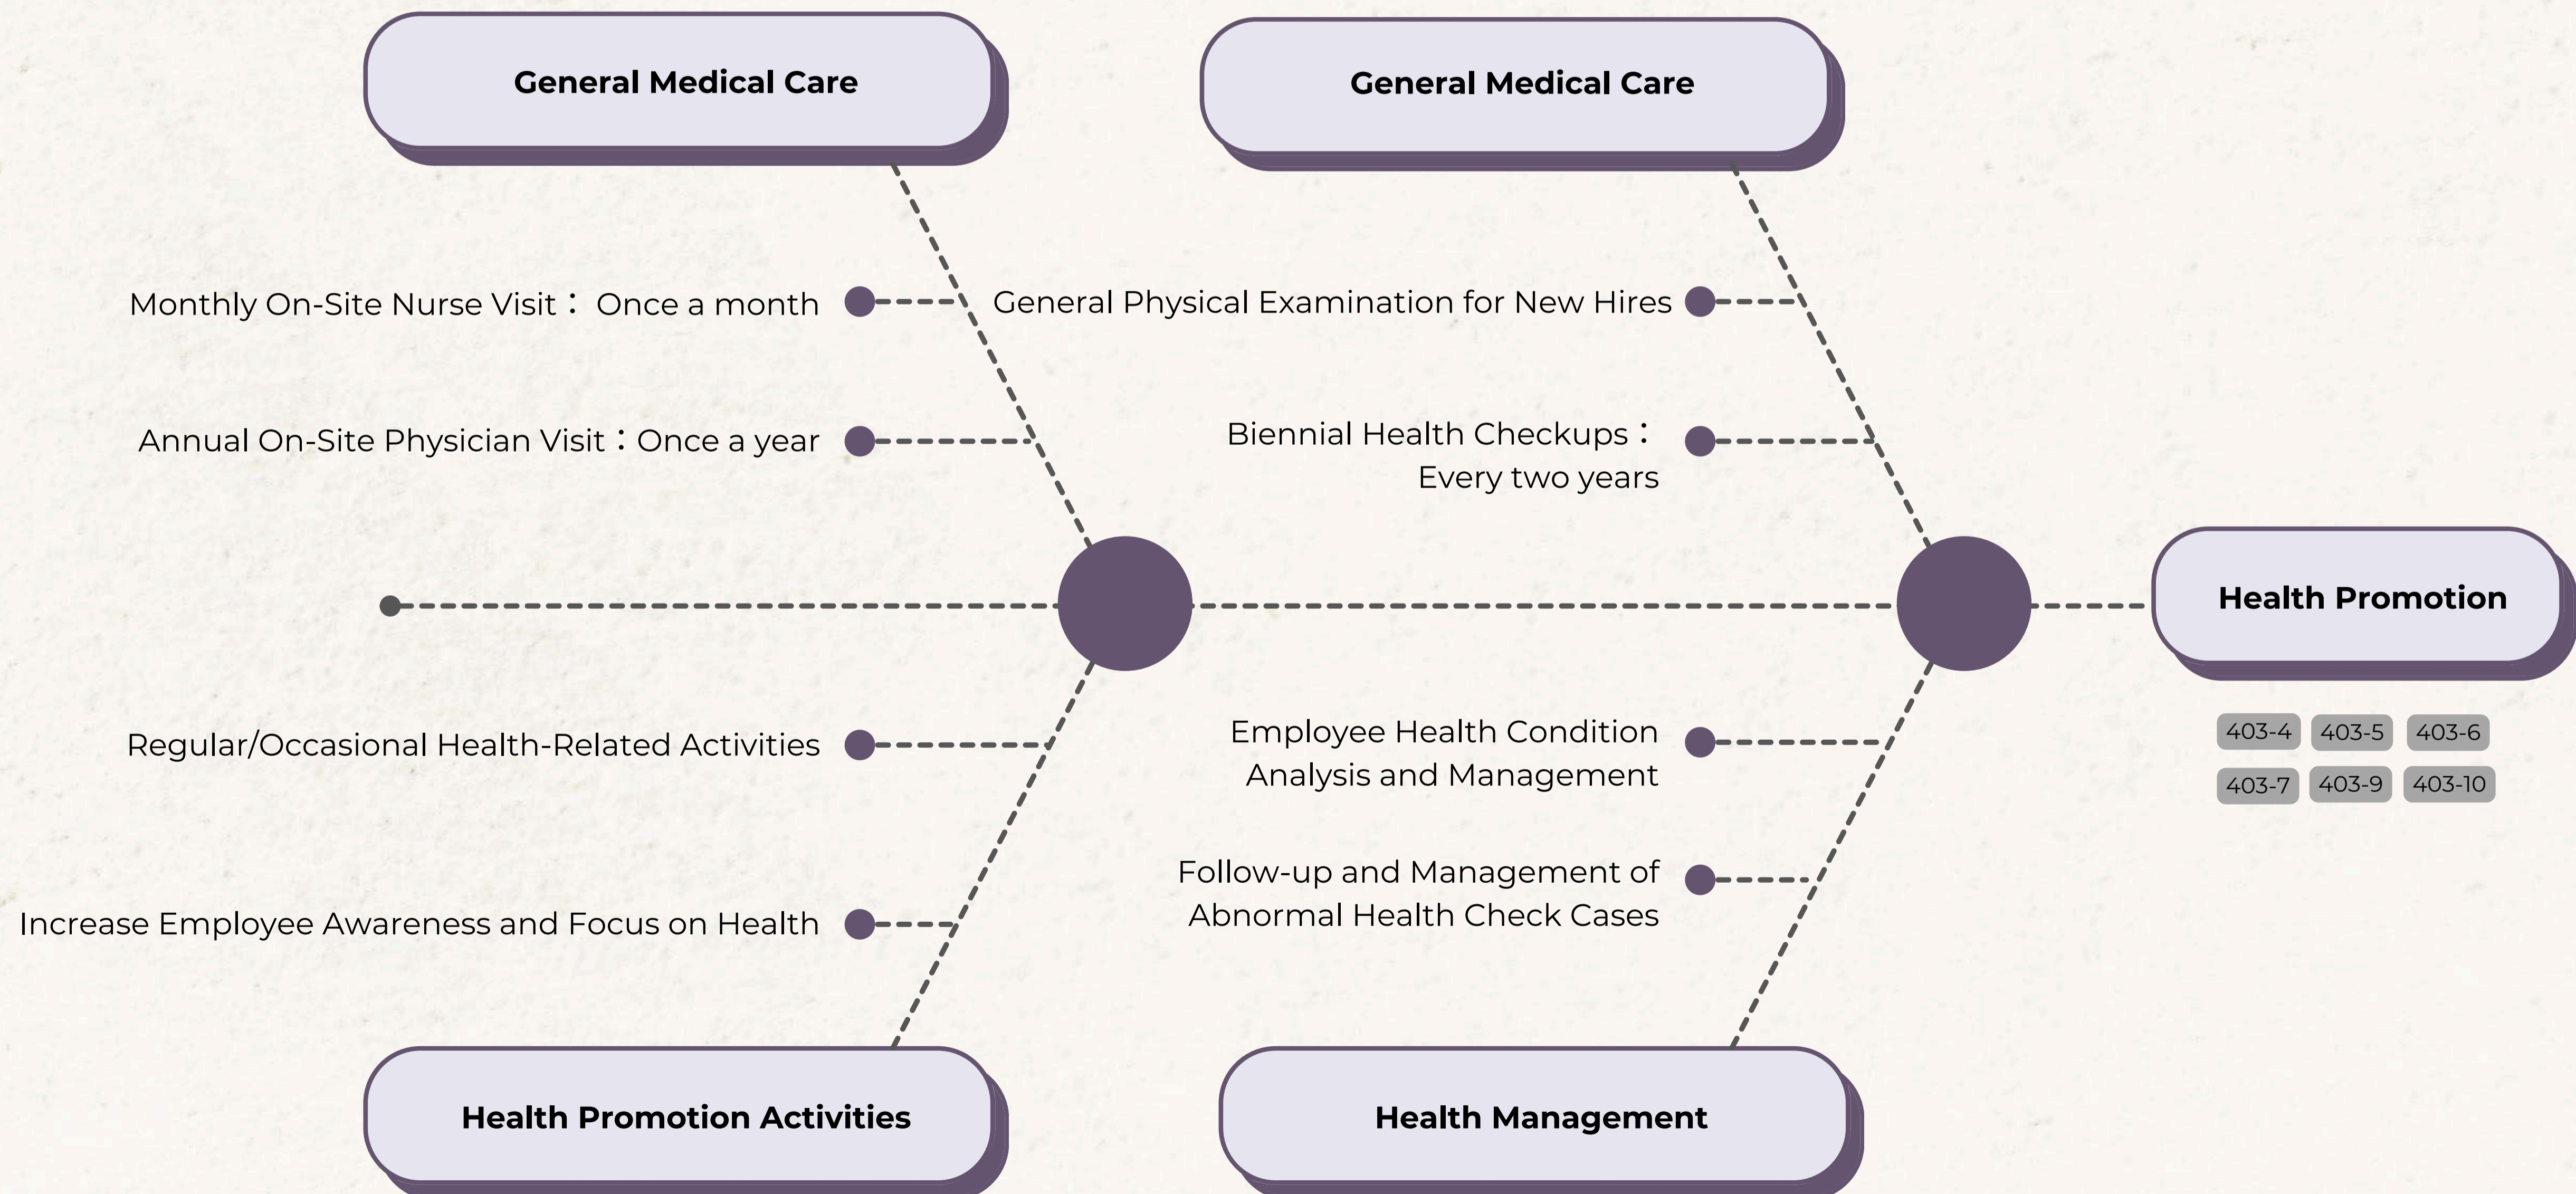 General Medical Care
General Medical Care
Monthly On-Site Nurse Visit： Once a month
General Physical Examination for New Hires
Annual On-Site Physician Visit：Once a year
Biennial Health Checkups：
Every two years
Health Promotion
403-4 403-5 403-6
403-7 403-9 403-10
Regular/Occasional Health-Related Activities
Employee Health Condition
Analysis and Management
Increase Employee Awareness and Focus on Health
Follow-up and Management of
Abnormal Health Check Cases
Health Promotion Activities
Health Management